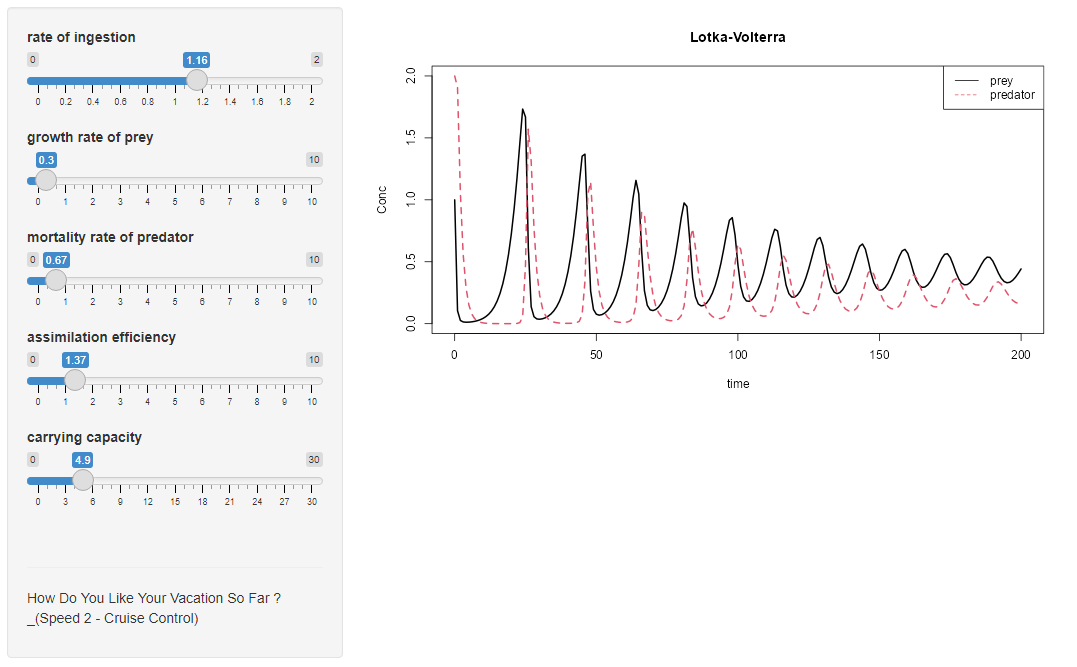 rate of ingestion
0 1.16 2
0 0.2 0.4 0.6 0.8 1 1.2 1.4 1.6 1.8 2
growth rate of prey
0.3 10
0 1 2 3 4 5 6 7 8 9 10
mortality rate of predator
0 0.67 10
0 1 2 3 4 5 6 7 8 9 10
assimilation efficiency
0 1.37 10
0 1 2 3 4 5 6 7 8 9 10
carrying capacity
0 4.9 30
0 3 6 9 12 15 18 21 24 27 30
How Do You Like Your Vacation So Far ?
_(Speed 2 - Cruise Control)
Lotka-Volterra
prey
predator
Conc
2.0
1.5
1.0
0.5
0.0
0 50 100 150 200
time